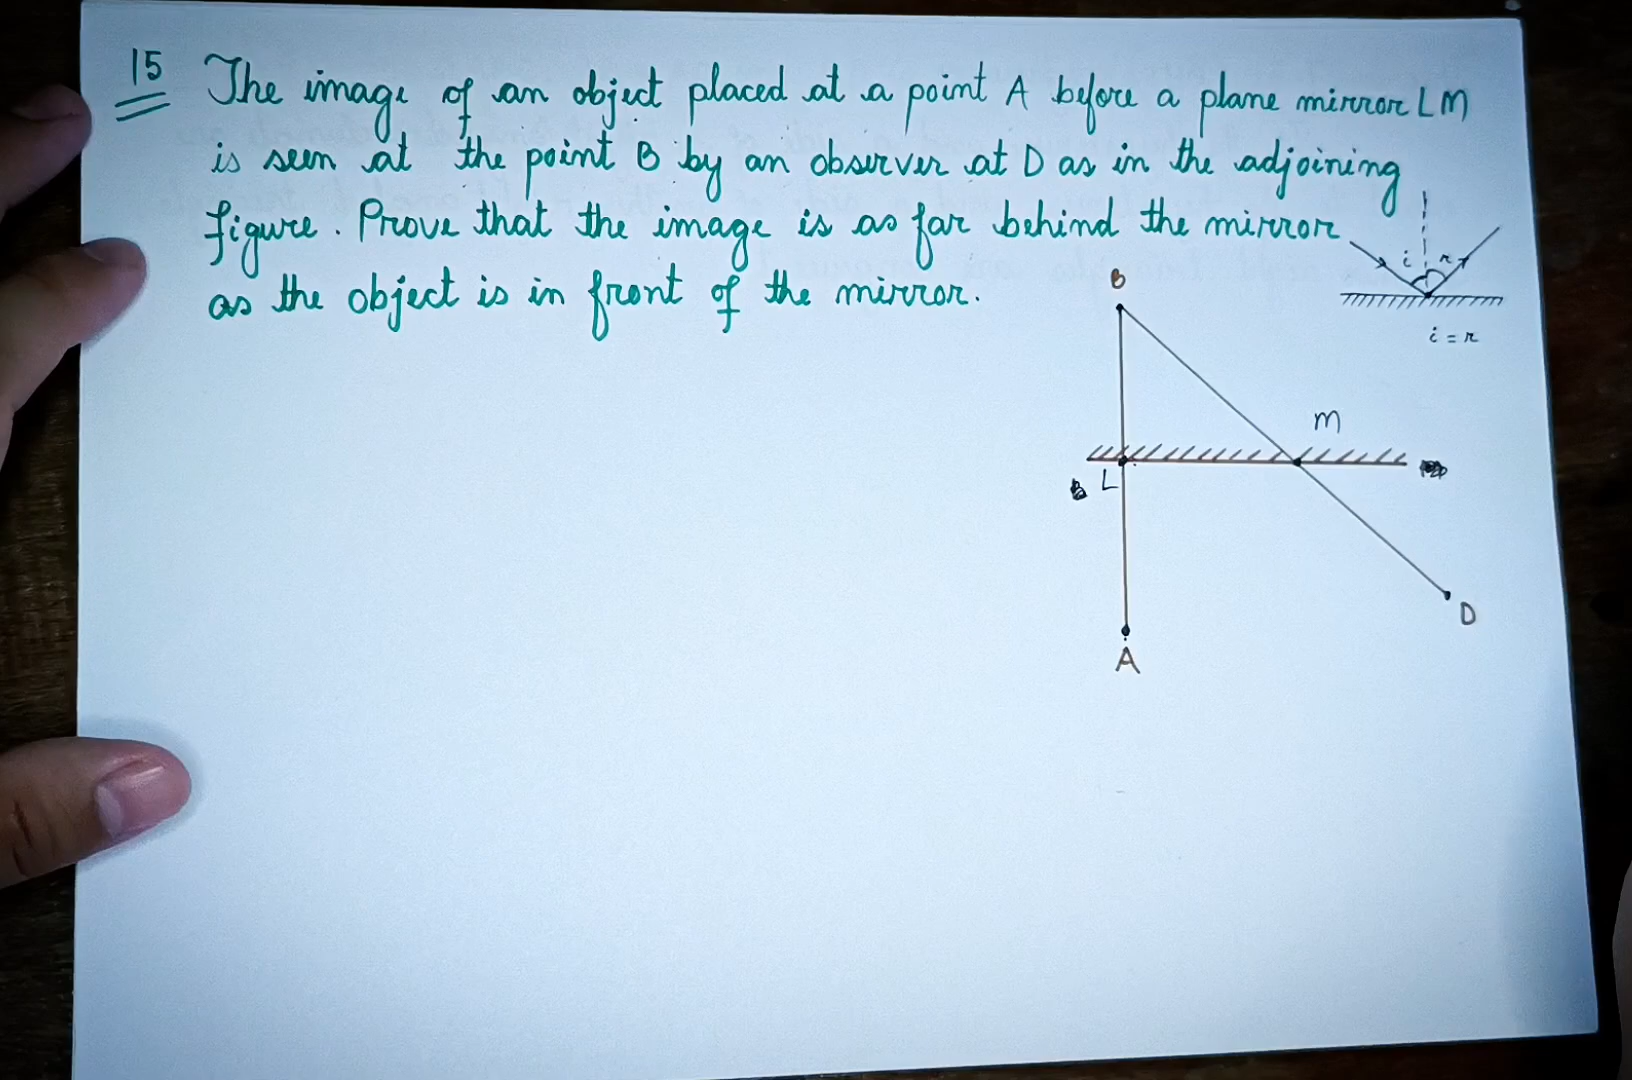 15 The image of an object placed at a point A before a plane mirror LM
is seen at the point B by an observer at D as in the adjoining
figure. Prove that the image is as far behind the mirror
as the object is in front of the mirror.
i r
i = r
B
M
L
D
A